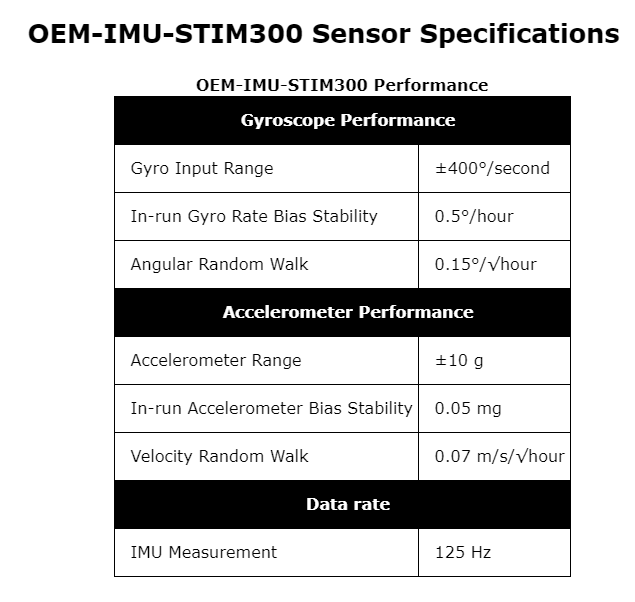 OEM-IMU-STIM300 Sensor Specifications
OEM-IMU-STIM300 Performance
Gyroscope Performance
Gyro Input Range ±400°/second
In-run Gyro Rate Bias Stability 0.5°/hour
Angular Random Walk 0.15°/√hour
Accelerometer Performance
Accelerometer Range ±10 g
In-run Accelerometer Bias Stability 0.05 mg
Velocity Random Walk 0.07 m/s/√hour
Data rate
IMU Measurement 125 Hz